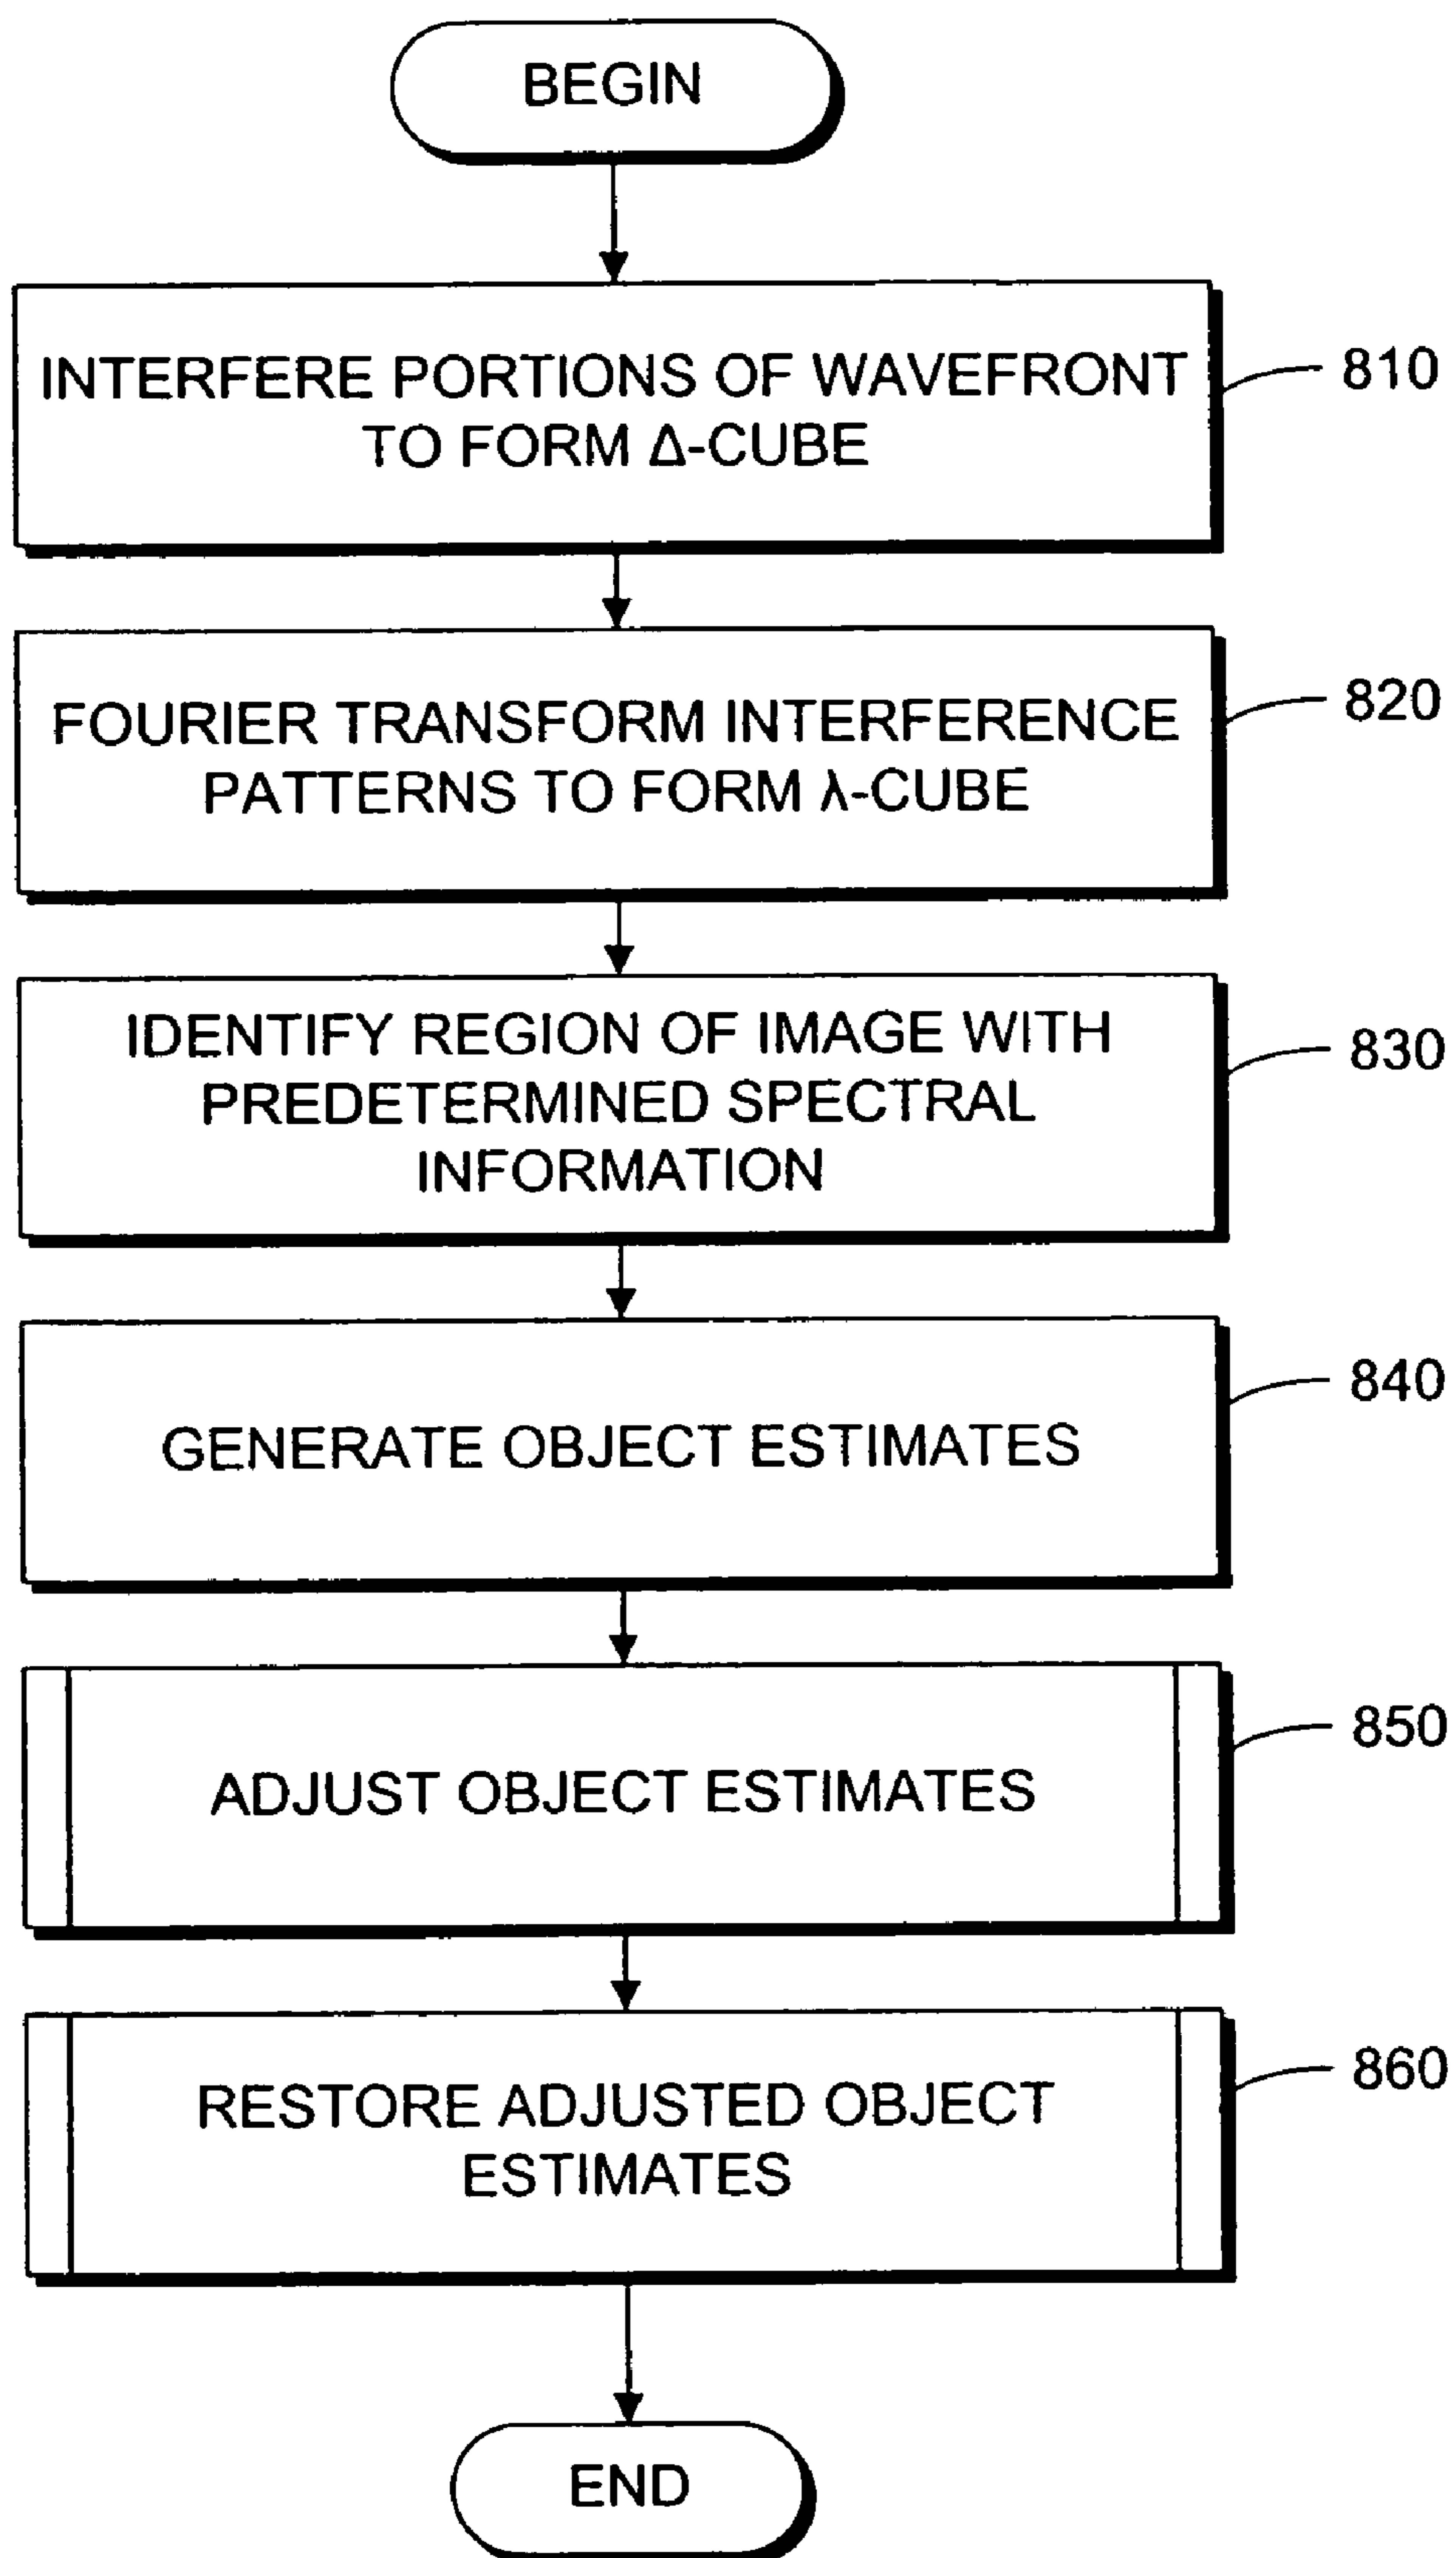 BEGIN
INTERFERE PORTIONS OF WAVEFRONT
TO FORM Δ-CUBE
810
FOURIER TRANSFORM INTERFERENCE
PATTERNS TO FORM λ-CUBE
820
IDENTIFY REGION OF IMAGE WITH
PREDETERMINED SPECTRAL
INFORMATION
830
GENERATE OBJECT ESTIMATES
840
ADJUST OBJECT ESTIMATES
850
RESTORE ADJUSTED OBJECT
ESTIMATES
860
END